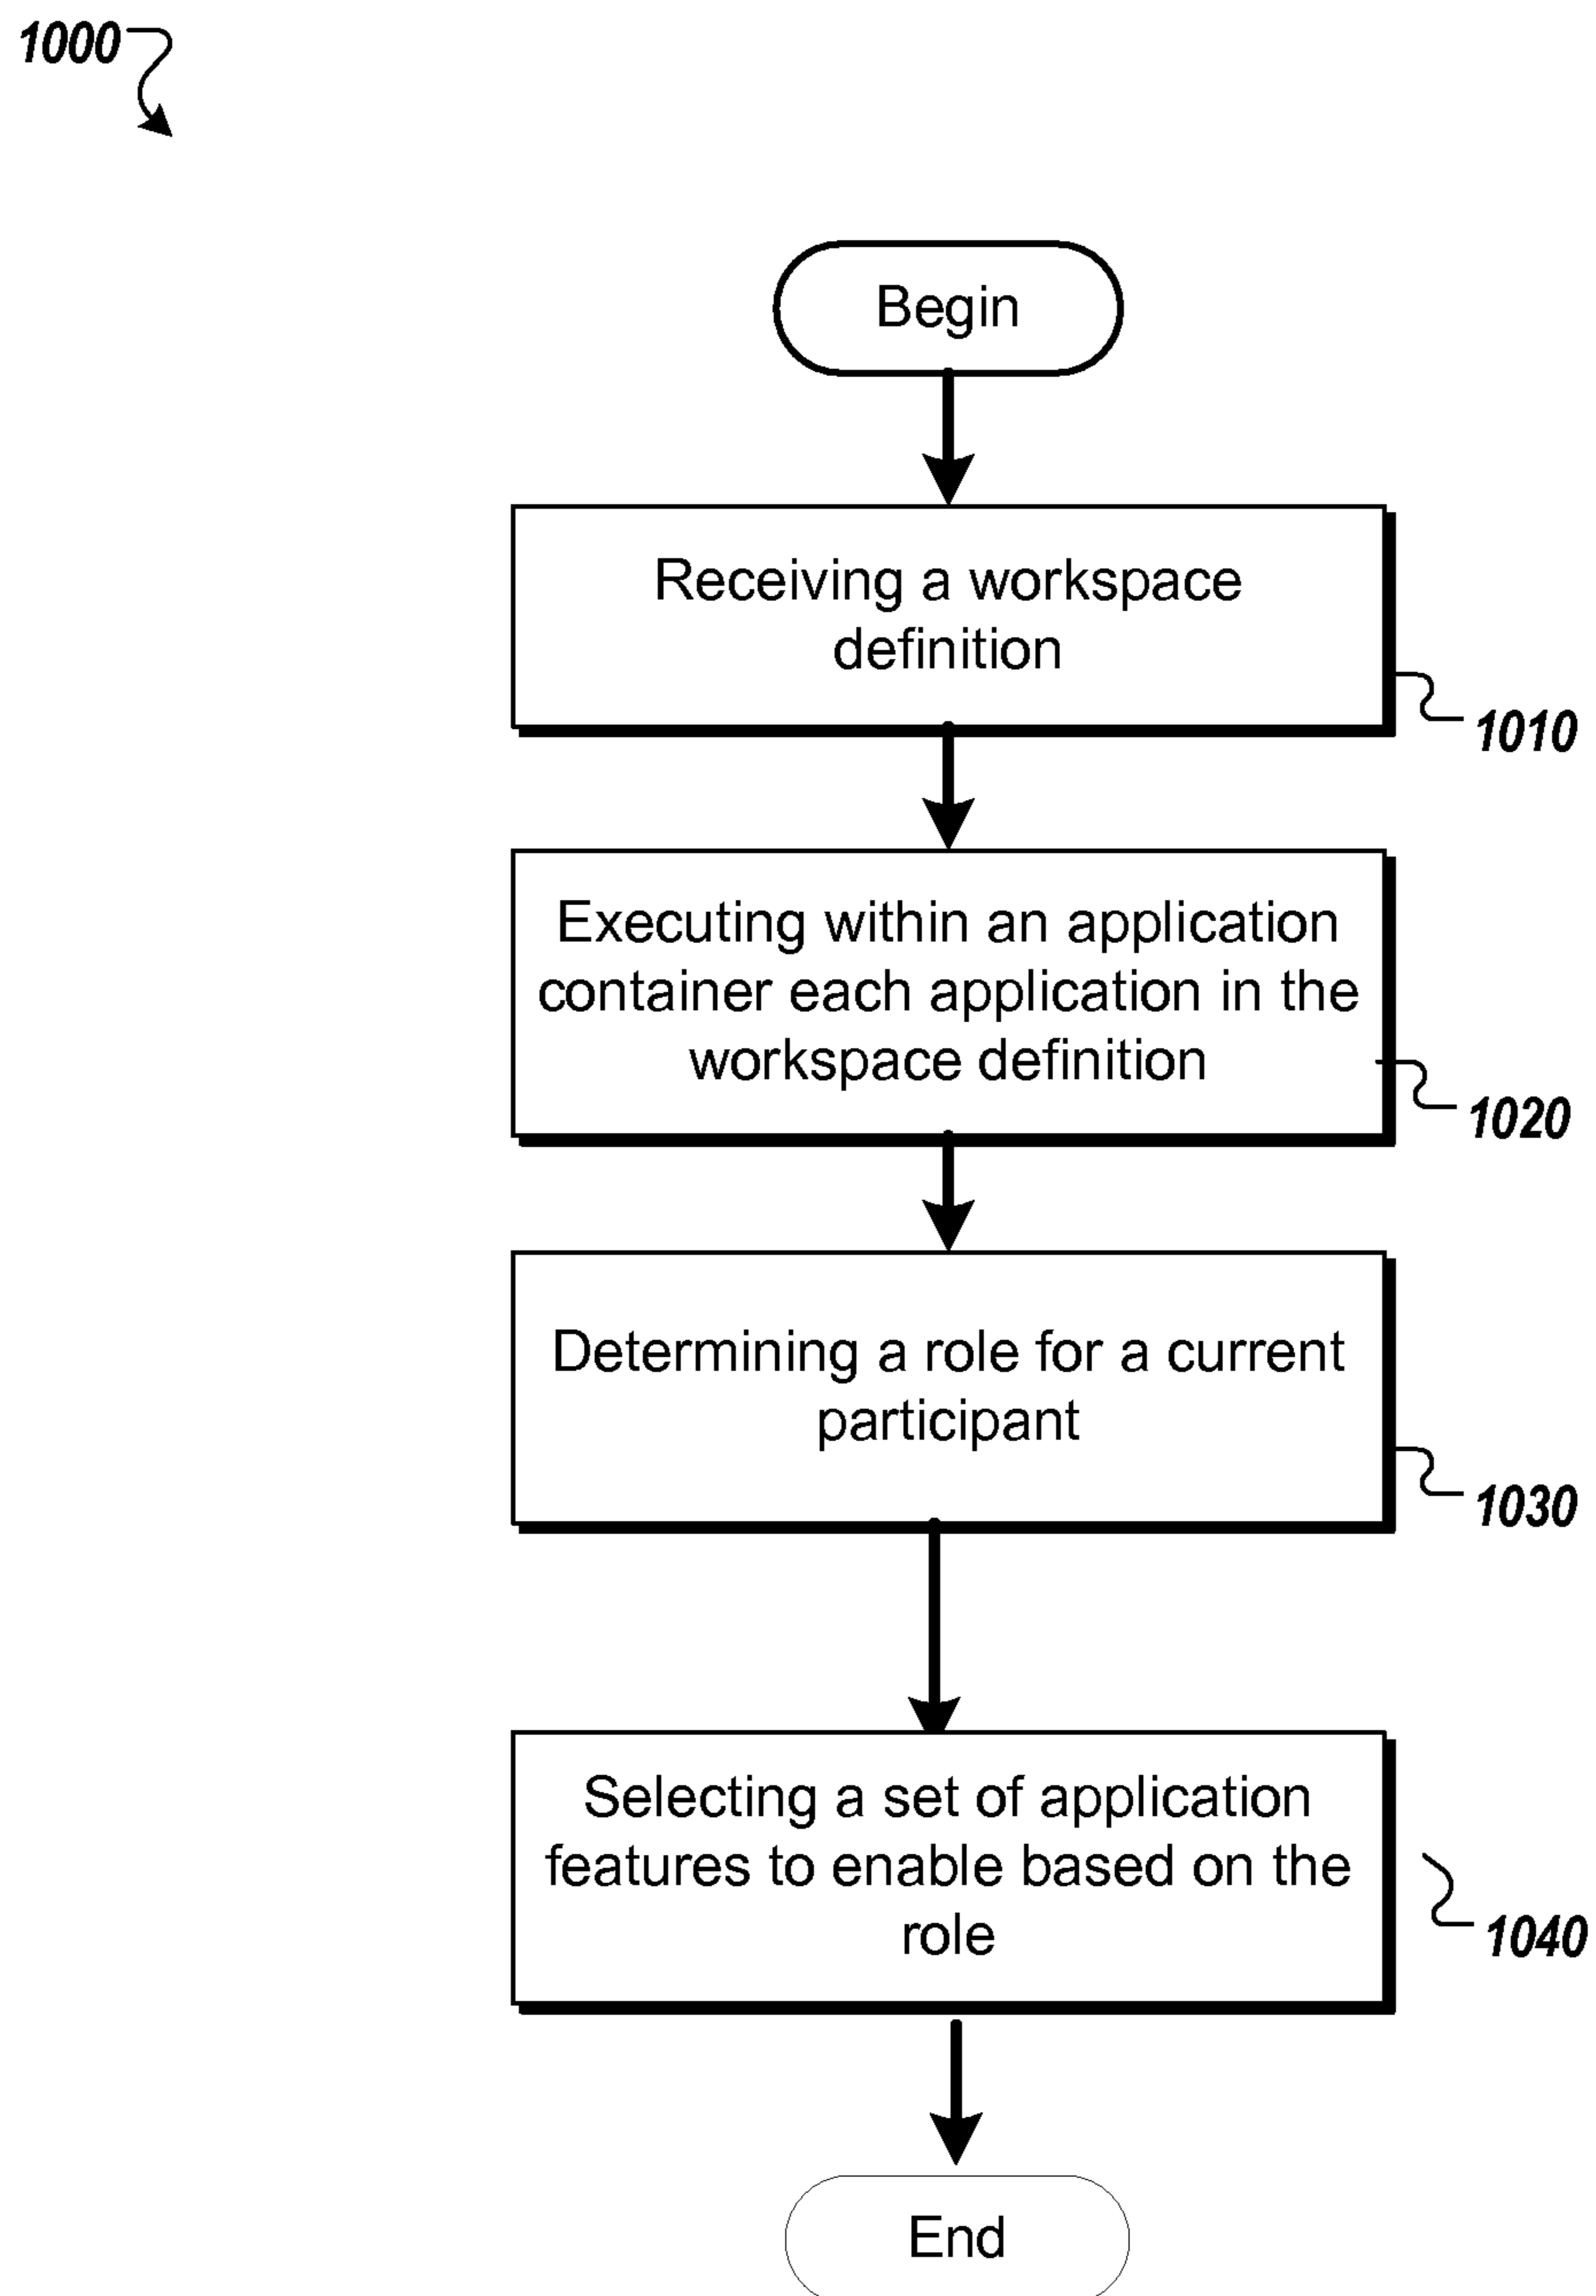 1000
Begin
Receiving a workspace
definition
1010
Executing within an application
container each application in the
workspace definition
1020
Determining a role for a current
participant
1030
Selecting a set of application
features to enable based on the
role
1040
End